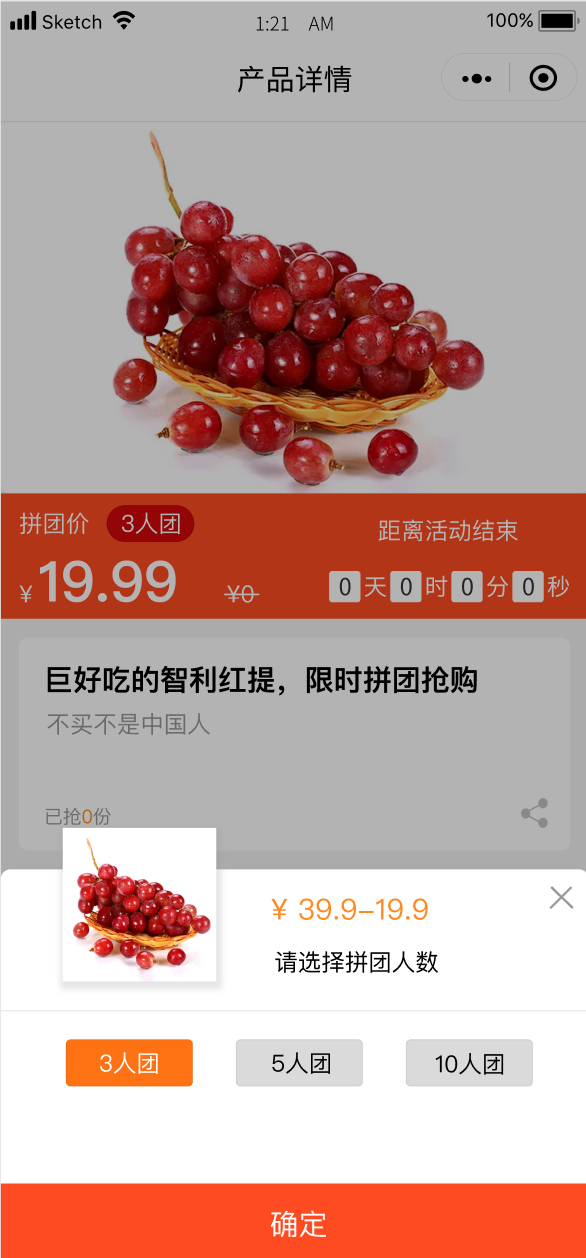 Sketch 1:21 AM 100%
产品详情
拼团价 3人团
距离活动结束
¥19.99 ¥0
0天0时0分0秒
巨好吃的智利红提，限时拼团抢购
不买不是中国人
已抢0份
¥ 39.9-19.9
请选择拼团人数
3人团 5人团 10人团
确定